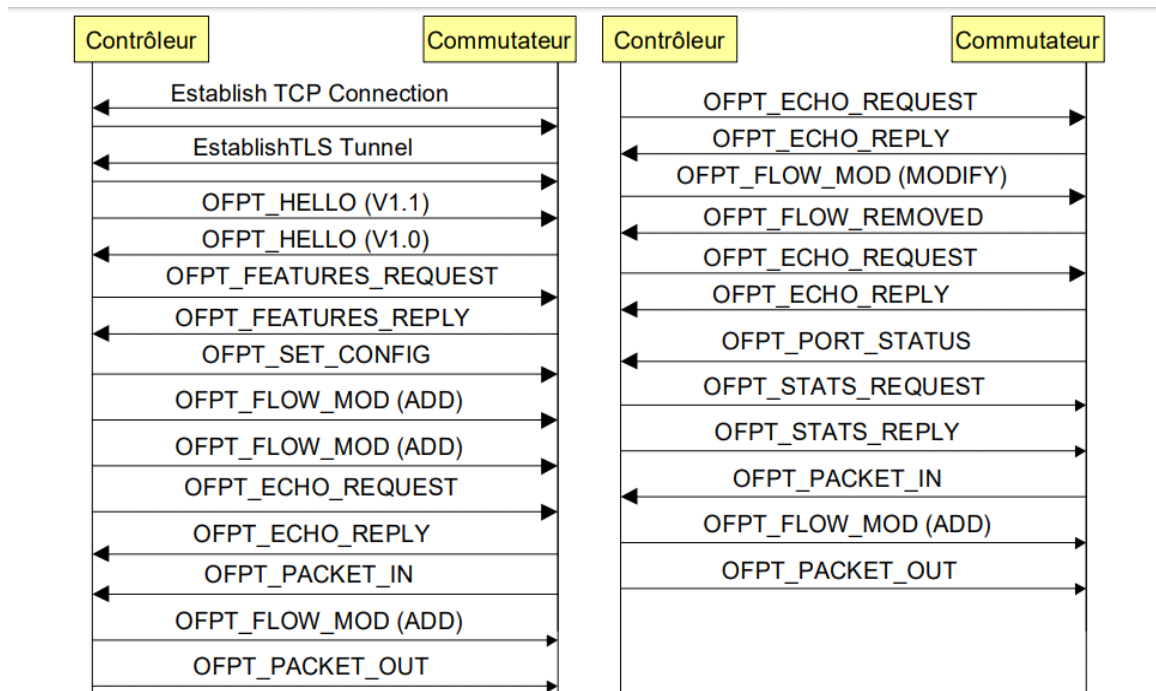 Contrôleur
Commutateur
Establish TCP Connection
EstablishTLS Tunnel
OFPT_HELLO (V1.1)
OFPT_HELLO (V1.0)
OFPT_FEATURES_REQUEST
OFPT_FEATURES_REPLY
OFPT_SET_CONFIG
OFPT_FLOW_MOD (ADD)
OFPT_FLOW_MOD (ADD)
OFPT_ECHO_REQUEST
OFPT_ECHO_REPLY
OFPT_PACKET_IN
OFPT_FLOW_MOD (ADD)
OFPT_PACKET_OUT
Contrôleur
Commutateur
OFPT_ECHO_REQUEST
OFPT_ECHO_REPLY
OFPT_FLOW_MOD (MODIFY)
OFPT_FLOW_REMOVED
OFPT_ECHO_REQUEST
OFPT_ECHO_REPLY
OFPT_PORT_STATUS
OFPT_STATS_REQUEST
OFPT_STATS_REPLY
OFPT_PACKET_IN
OFPT_FLOW_MOD (ADD)
OFPT_PACKET_OUT